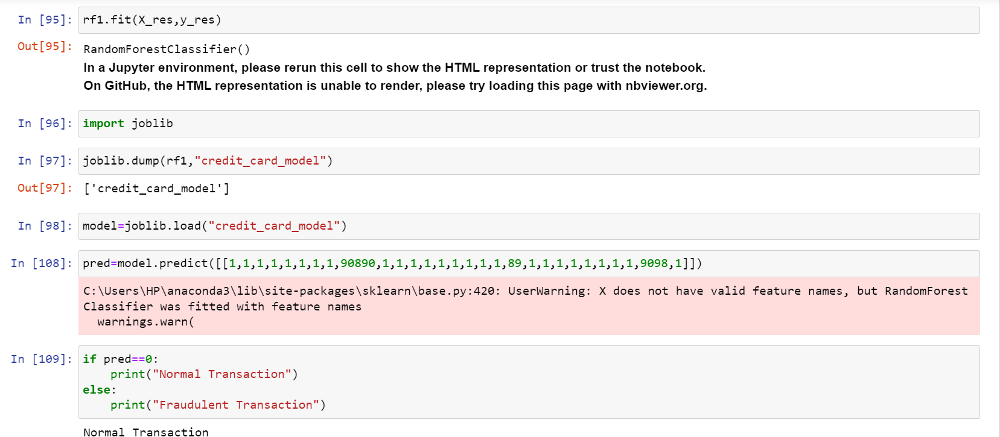 In [95]: rf1.fit(X_res,y_res)
Out[95]: RandomForestClassifier()
In a Jupyter environment, please rerun this cell to show the HTML representation or trust the notebook.
On GitHub, the HTML representation is unable to render, please try loading this page with nbviewer.org.
In [96]: import joblib
In [97]: joblib.dump(rf1,"credit_card_model")
Out[97]: ['credit_card_model']
In [98]: model=joblib.load("credit_card_model")
In [108]: pred=model.predict([[1,1,1,1,1,1,1,1,90890,1,1,1,1,1,1,1,1,1,89,1,1,1,1,1,1,1,1,9098,1]])
C:\Users\HP\anaconda3\lib\site-packages\sklearn\base.py:420: UserWarning: X does not have valid feature names, but RandomForest
Classifier was fitted with feature names
  warnings.warn(
In [109]: if pred==0:
    print("Normal Transaction")
else:
    print("Fraudulent Transaction")
Normal Transaction